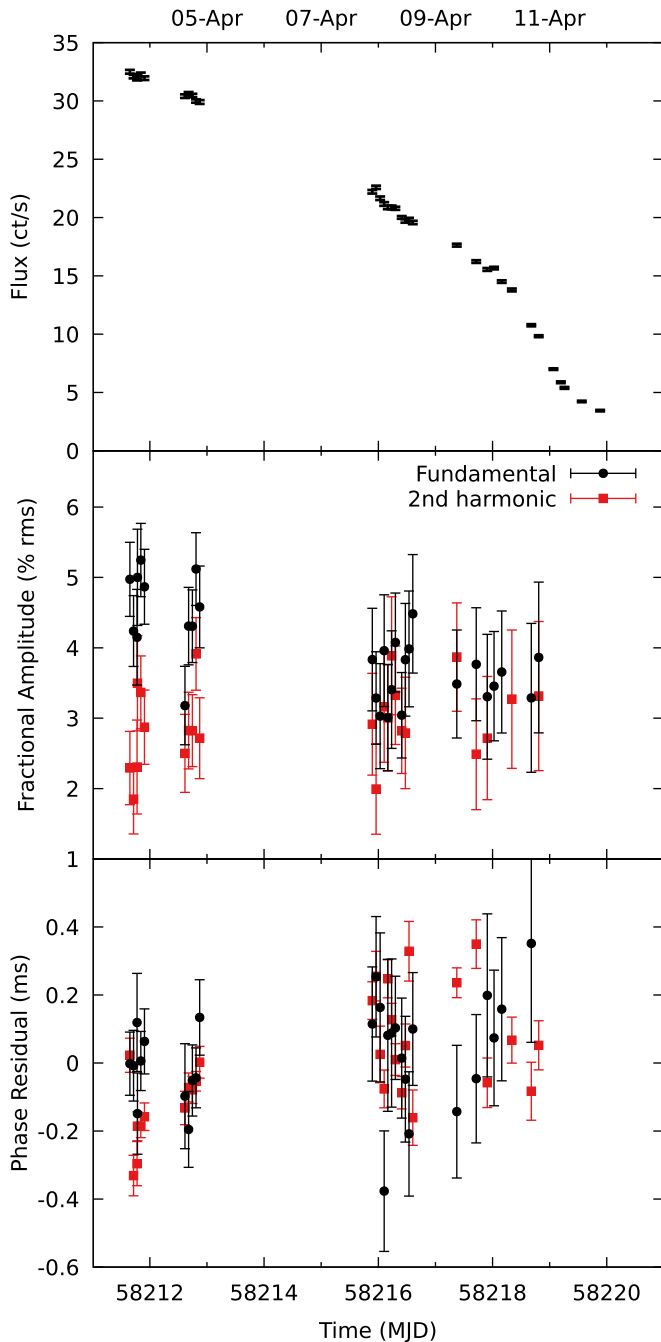 05-Apr 07-Apr 09-Apr 11-Apr
35
30
25
20
15
10
5
0
Flux (ct/s)
Fundamental
2nd harmonic
6
5
4
3
2
1
Fractional Amplitude (% rms)
0.4
0.2
0
-0.2
-0.4
-0.6
Phase Residual (ms)
58212 58214 58216 58218 58220
Time (MJD)